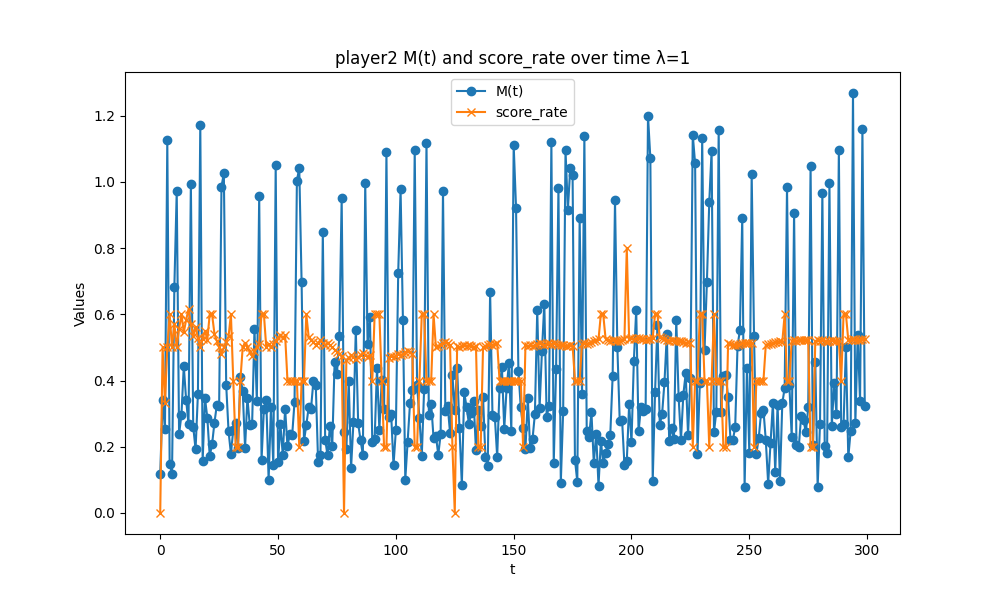 player2 M(t) and score_rate over time λ=1
M(t)
score_rate
Values
1.2
1.0
0.8
0.6
0.4
0.2
0.0
0 50 100 150 200 250 300
t